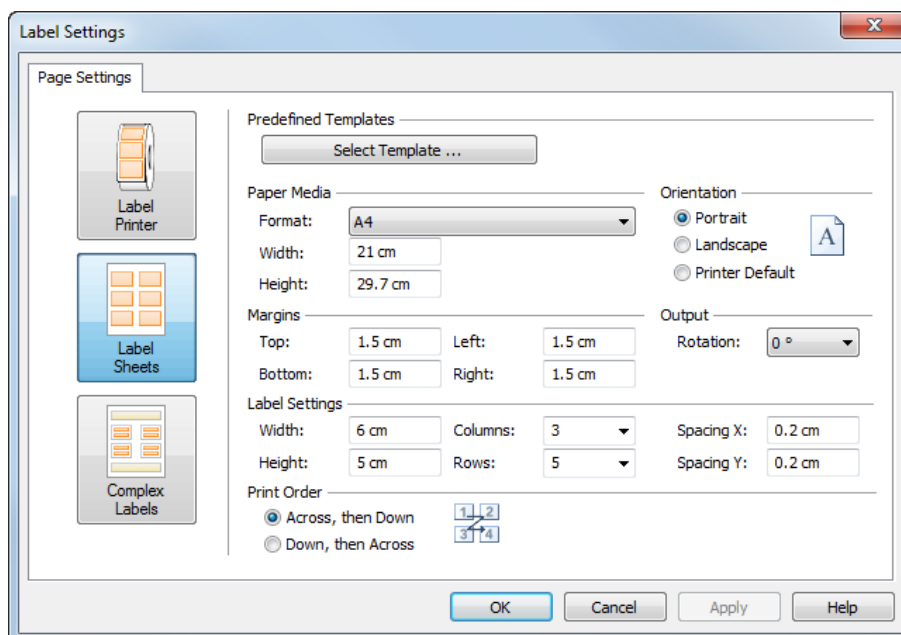 Label Settings
Page Settings
Label
Printer
Label
Sheets
Complex
Labels
Predefined Templates
Select Template ...
Paper Media
Format: A4
Width: 21 cm
Height: 29.7 cm
Orientation
Portrait
Landscape
Printer Default
A
Margins
Top: 1.5 cm Left: 1.5 cm
Bottom: 1.5 cm Right: 1.5 cm
Output
Rotation: 0 °
Label Settings
Width: 6 cm Columns: 3 Spacing X: 0.2 cm
Height: 5 cm Rows: 5 Spacing Y: 0.2 cm
Print Order
Across, then Down
Down, then Across
1 2
3 4
OK Cancel Apply Help